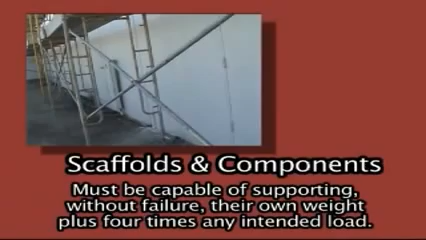 Scaffolds & Components
Must be capable of supporting,
without failure, their own weight
plus four times any intended load.